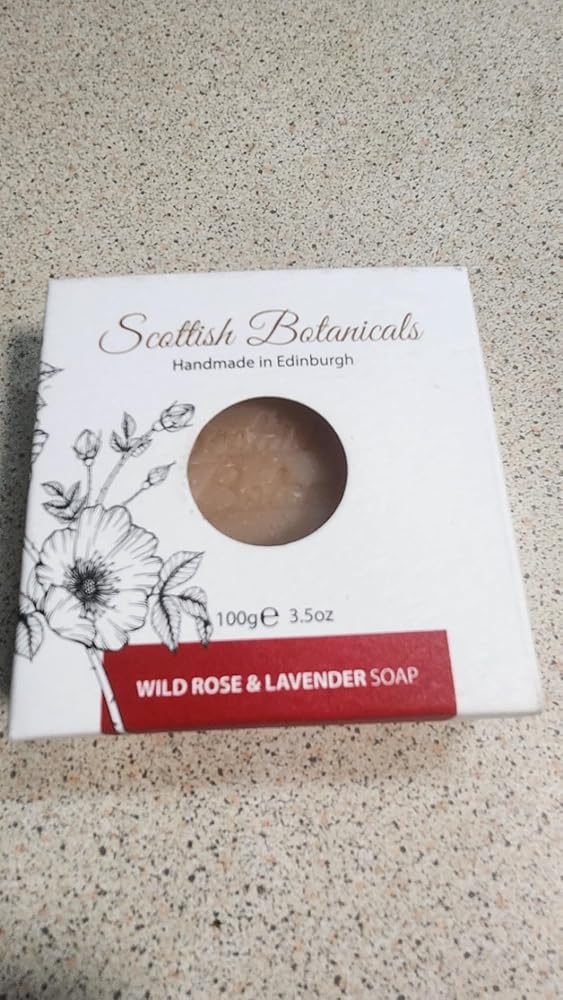 Scottish Botanicals
Handmade in Edinburgh
100g℮ 3.5oz
WILD ROSE & LAVENDER SOAP